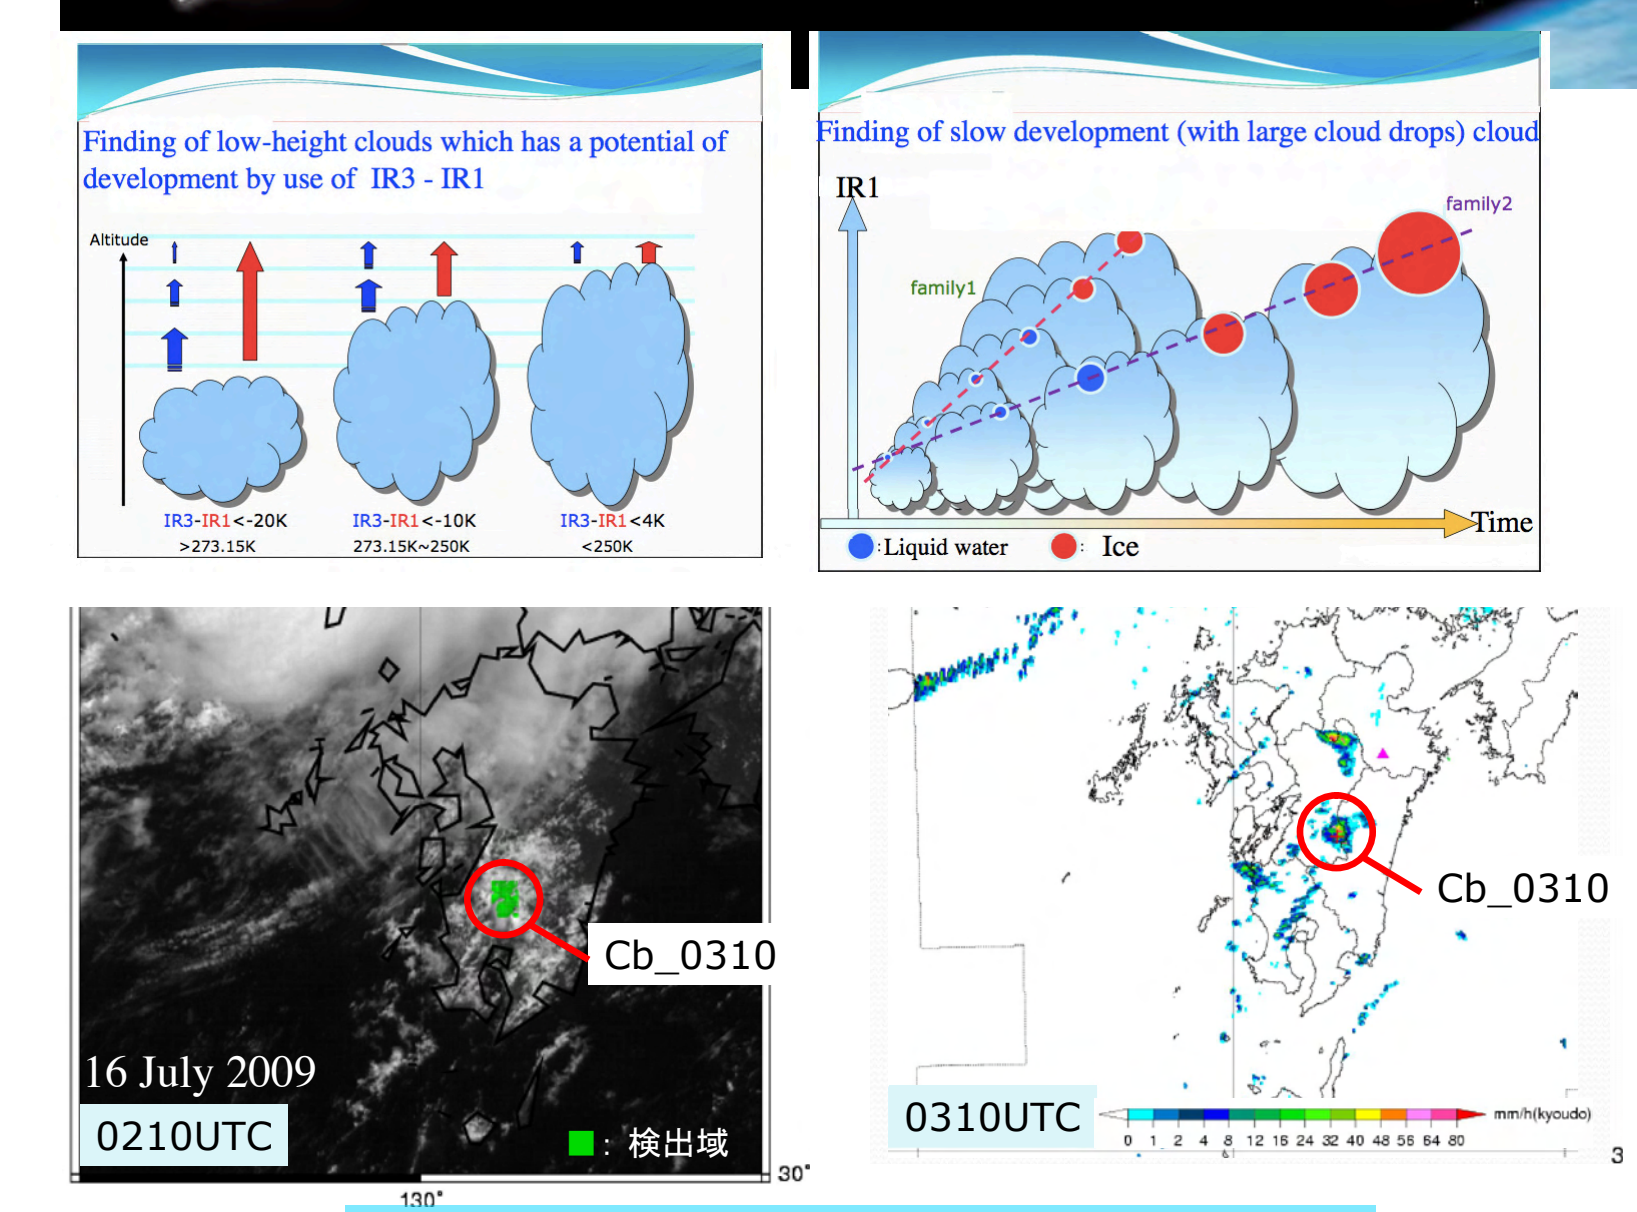 Finding of low-height clouds which has a potential of
development by use of IR3 - IR1
Altitude
IR3-IR1<-20K
>273.15K
IR3-IR1<-10K
273.15K~250K
IR3-IR1<4K
<250K
Finding of slow development (with large cloud drops) cloud
IR1
family1
family2
Time
:Liquid water
: Ice
Cb_0310
16 July 2009
0210UTC
: 検出域
30°
130°
Cb_0310
0310UTC
mm/h(kyoudo)
0 1 2 4 8 12 16 24 32 40 48 56 64 80
3